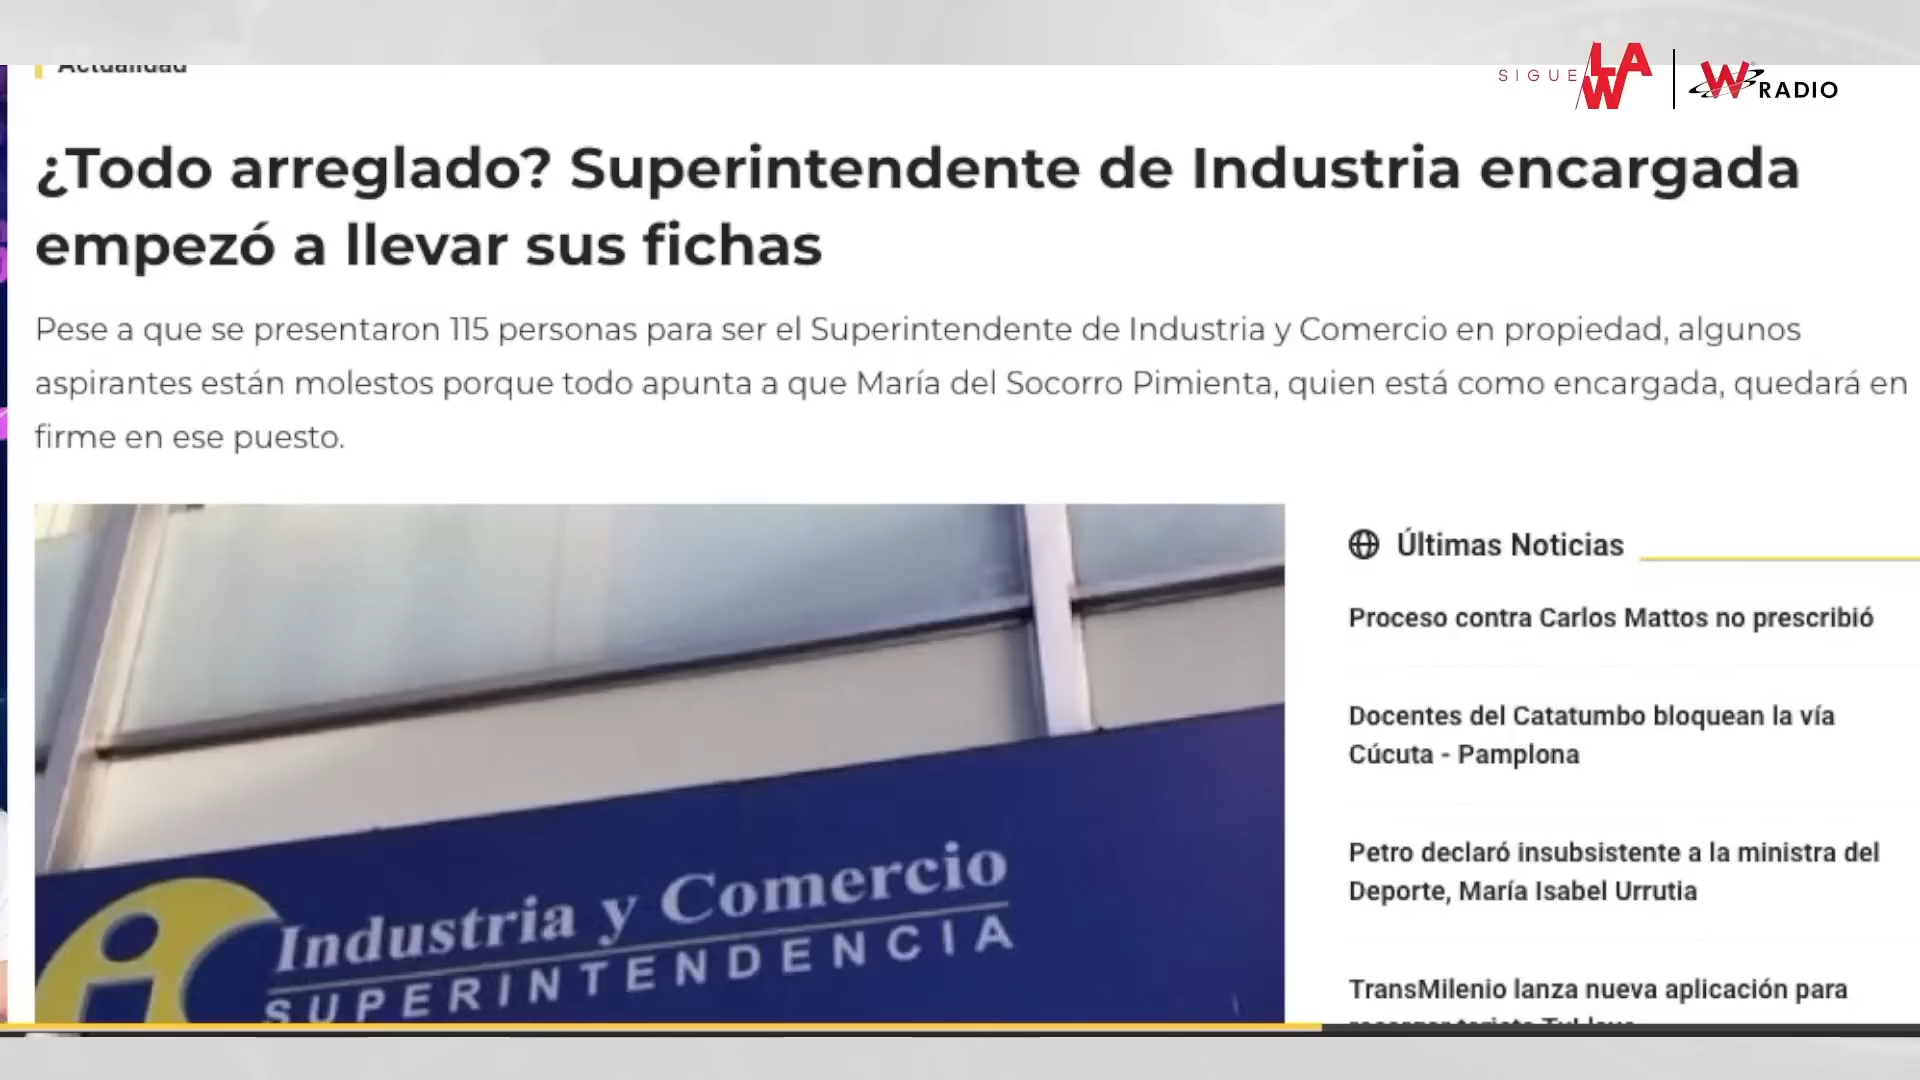 Actualidad
SIGUE LA W
W RADIO
¿Todo arreglado? Superintendente de Industria encargada
empezó a llevar sus fichas
Pese a que se presentaron 115 personas para ser el Superintendente de Industria y Comercio en propiedad, algunos
aspirantes están molestos porque todo apunta a que María del Socorro Pimienta, quien está como encargada, quedará en
firme en ese puesto.
Industria y Comercio
SUPERINTENDENCIA
Últimas Noticias
Proceso contra Carlos Mattos no prescribió
Docentes del Catatumbo bloquean la vía
Cúcuta - Pamplona
Petro declaró insubsistente a la ministra del
Deporte, María Isabel Urrutia
TransMilenio lanza nueva aplicación para